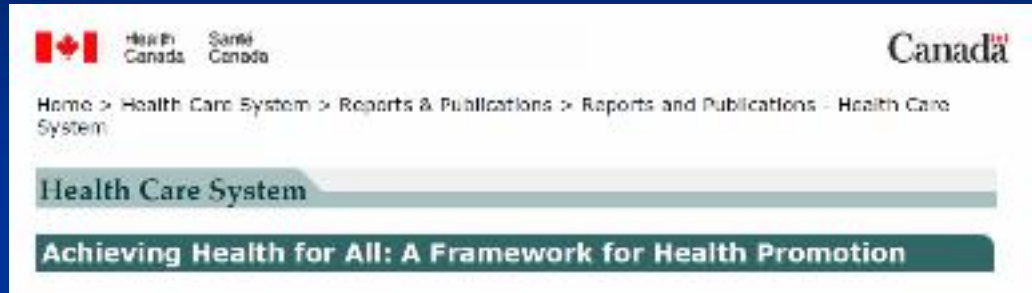 Health Santé
Canada Canada
Canada
Home > Health Care System > Reports & Publications > Reports and Publications - Health Care
System
Health Care System
Achieving Health for All: A Framework for Health Promotion